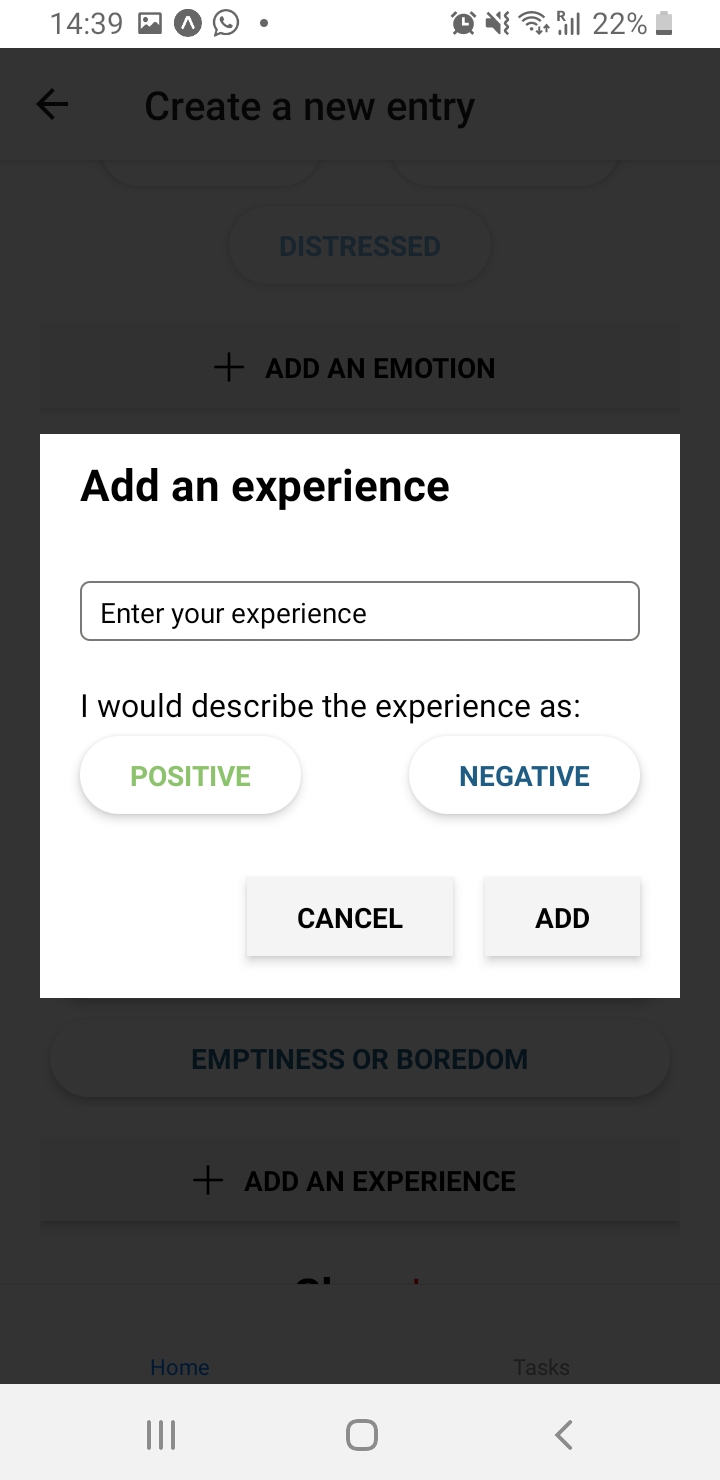 14:39
R 22%
Create a new entry
DISTRESSED
ADD AN EMOTION
Add an experience
Enter your experience
I would describe the experience as:
POSITIVE NEGATIVE
CANCEL ADD
EMPTINESS OR BOREDOM
ADD AN EXPERIENCE
Home Tasks